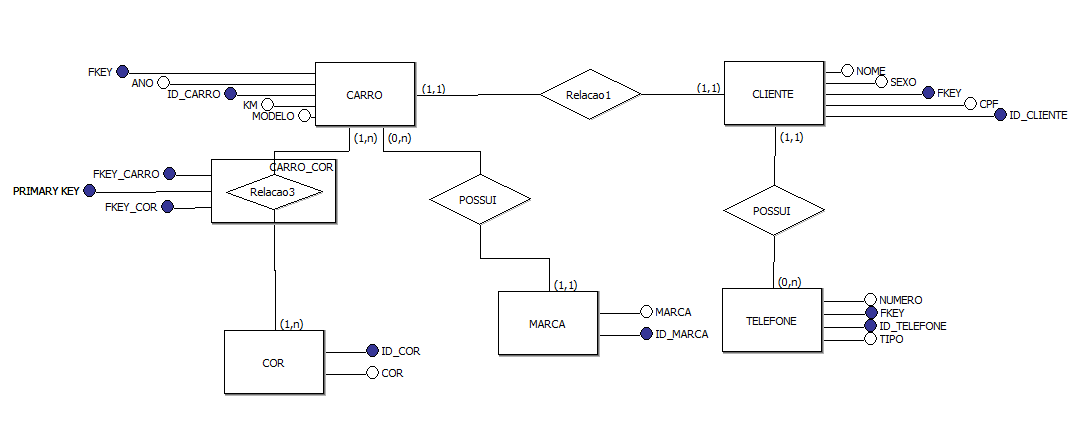 FKEY
ANO
ID_CARRO
KM
MODELO
CARRO
(1,1)
Relacao1
(1,1)
CLIENTE
NOME
SEXO
FKEY
CPF
ID_CLIENTE
(1,n)
(0,n)
(1,1)
FKEY_CARRO
PRIMARY KEY
FKEY_COR
CARRO_COR
Relacao3
POSSUI
POSSUI
(1,1)
(0,n)
MARCA
MARCA
ID_MARCA
TELEFONE
NUMERO
FKEY
ID_TELEFONE
TIPO
(1,n)
COR
ID_COR
COR